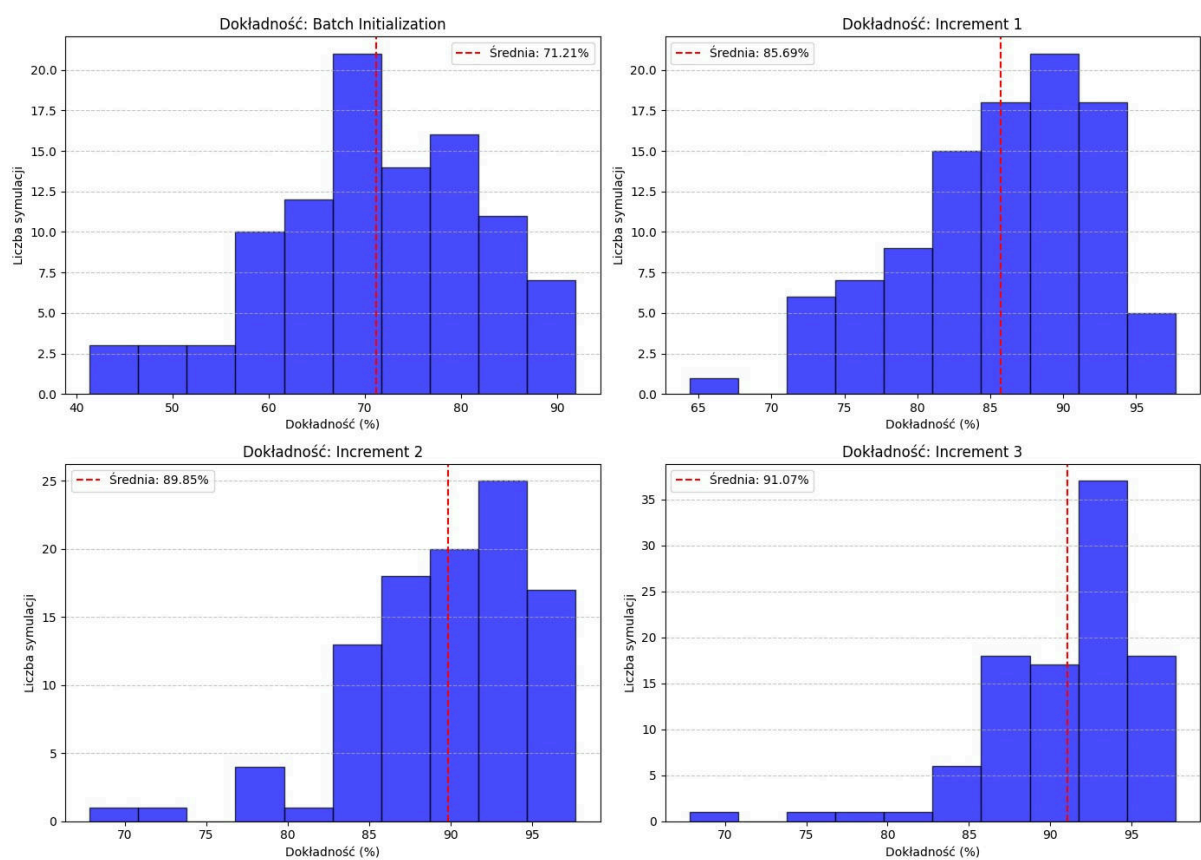 Dokładność: Batch Initialization
Średnia: 71.21%
Liczba symulacji
20.0
17.5
15.0
12.5
10.0
7.5
5.0
2.5
0.0
40 50 60 70 80 90
Dokładność (%)
Dokładność: Increment 1
Średnia: 85.69%
Liczba symulacji
20.0
17.5
15.0
12.5
10.0
7.5
5.0
2.5
0.0
65 70 75 80 85 90 95
Dokładność (%)
Dokładność: Increment 2
Średnia: 89.85%
Liczba symulacji
25
20
15
10
5
0
70 75 80 85 90 95
Dokładność (%)
Dokładność: Increment 3
Średnia: 91.07%
Liczba symulacji
35
30
25
20
15
10
5
0
70 75 80 85 90 95
Dokładność (%)